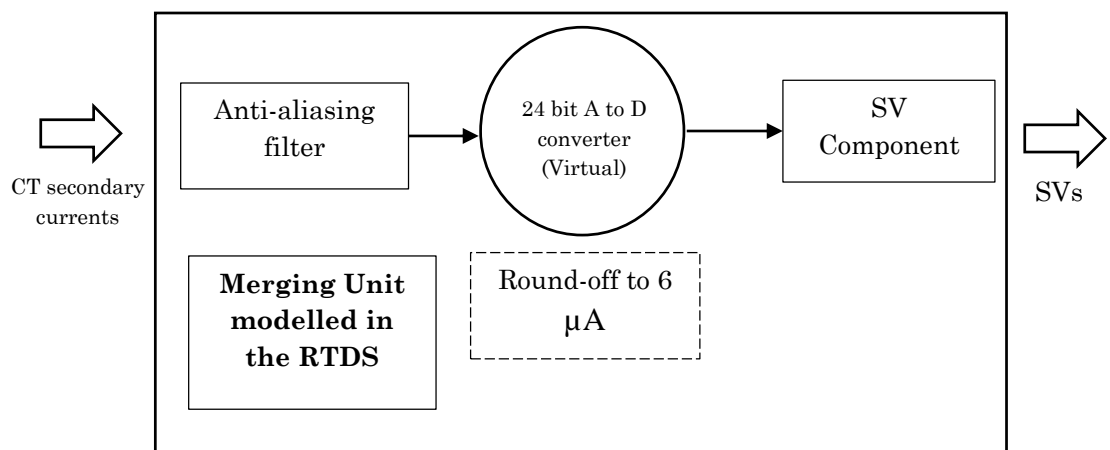 CT secondary
currents
Anti-aliasing
filter
24 bit A to D
converter
(Virtual)
SV
Component
SVs
Merging Unit
modelled in
the RTDS
Round-off to 6
µA